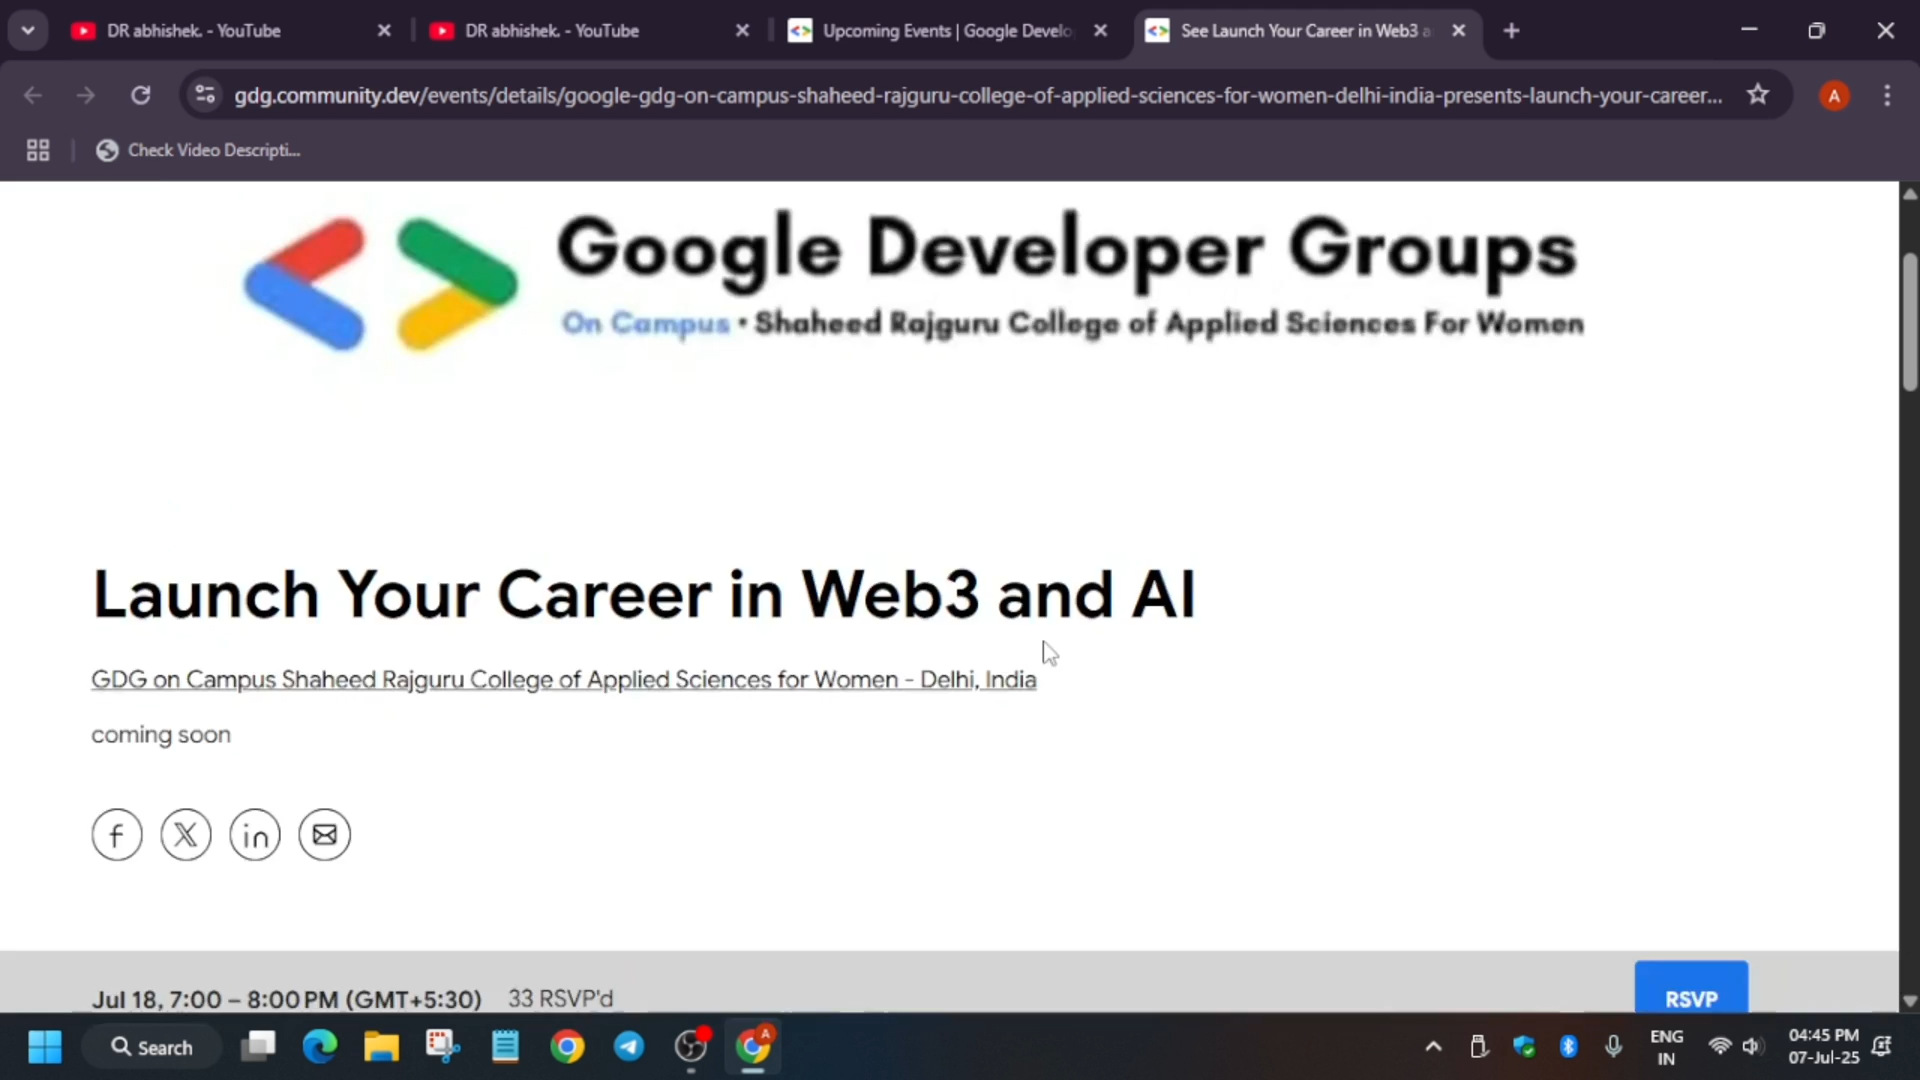 DR abhishek. - YouTube
DR abhishek. - YouTube
Upcoming Events | Google Develo
See Launch Your Career in Web3 a
gdg.community.dev/events/details/google-gdg-on-campus-shaheed-rajguru-college-of-applied-sciences-for-women-delhi-india-presents-launch-your-career...
A
Check Video Descripti...
Google Developer Groups
On Campus • Shaheed Rajguru College of Applied Sciences For Women
Launch Your Career in Web3 and AI
GDG on Campus Shaheed Rajguru College of Applied Sciences for Women - Delhi, India
coming soon
Jul 18, 7:00 – 8:00 PM (GMT+5:30) 33 RSVP'd
RSVP
Search
A
ENG
IN
04:45 PM
07-Jul-25